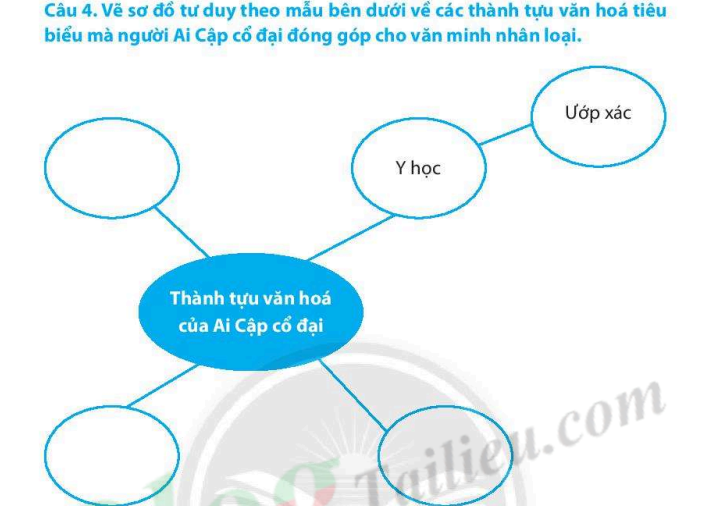 Câu 4. Vẽ sơ đồ tư duy theo mẫu bên dưới về các thành tựu văn hoá tiêu
biểu mà người Ai Cập cổ đại đóng góp cho văn minh nhân loại.
Ướp xác
Y học
Thành tựu văn hoá
của Ai Cập cổ đại
Tailieu.com